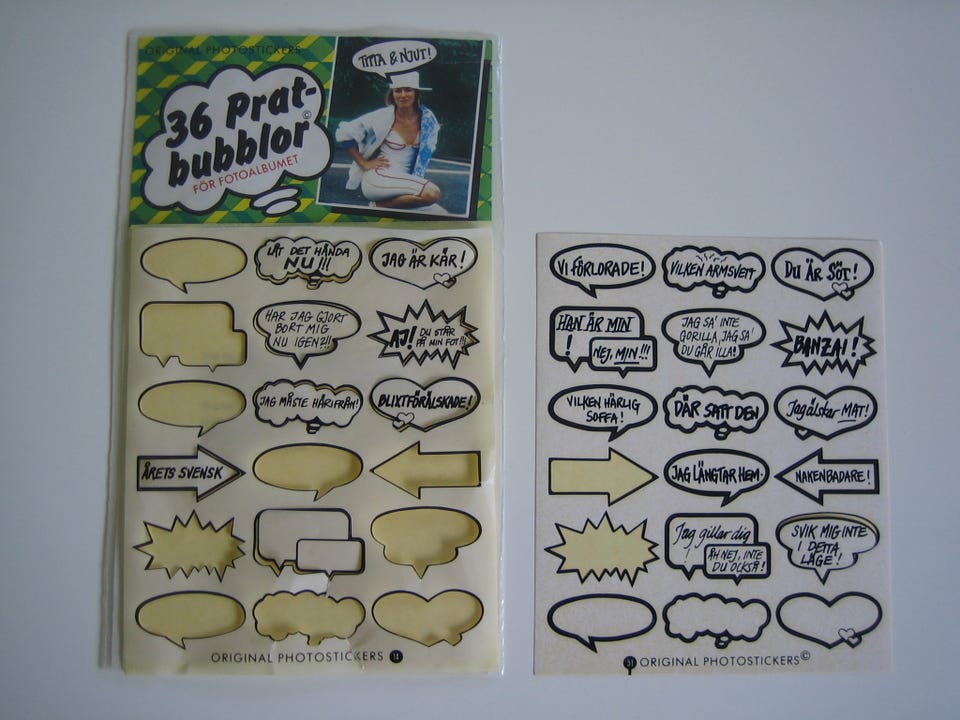 ORIGINAL PHOTOSTICKERS
36 Prat-
bubblor©
FÖR FOTOALBUMET
TITTA & NJUT!
LÅT DET HÄNDA
NU!!!
JAG ÄR KÄR!
HAR JAG GJORT
BORT MIG
NU IGEN?!!
AJ! DU STÅR
PÅ MIN FOT!!!
JAG MÅSTE HÄRIFRÅN!
BLIXTFÖRÄLSKADE!
ÅRETS SVENSK
ORIGINAL PHOTOSTICKERS
VI FÖRLORADE!
VILKEN ARMSVETT
DU ÄR SÖT!
HAN ÄR MIN
!
NEJ, MIN!!!
JAG SA' INTE
GORILLA, JAG SA'
DU GÅR ILLA!
BANZAI!
VILKEN HÄRLIG
SOFFA!
DÄR SATT DEN
Jag älskar MAT!
JAG LÄNGTAR HEM.
NAKENBADARE!
Jag gillar dig
ÄH NEJ, INTE
DU OCKSÅ!
SVIK MIG INTE
I DETTA
LÄGE!
ORIGINAL PHOTOSTICKERS©